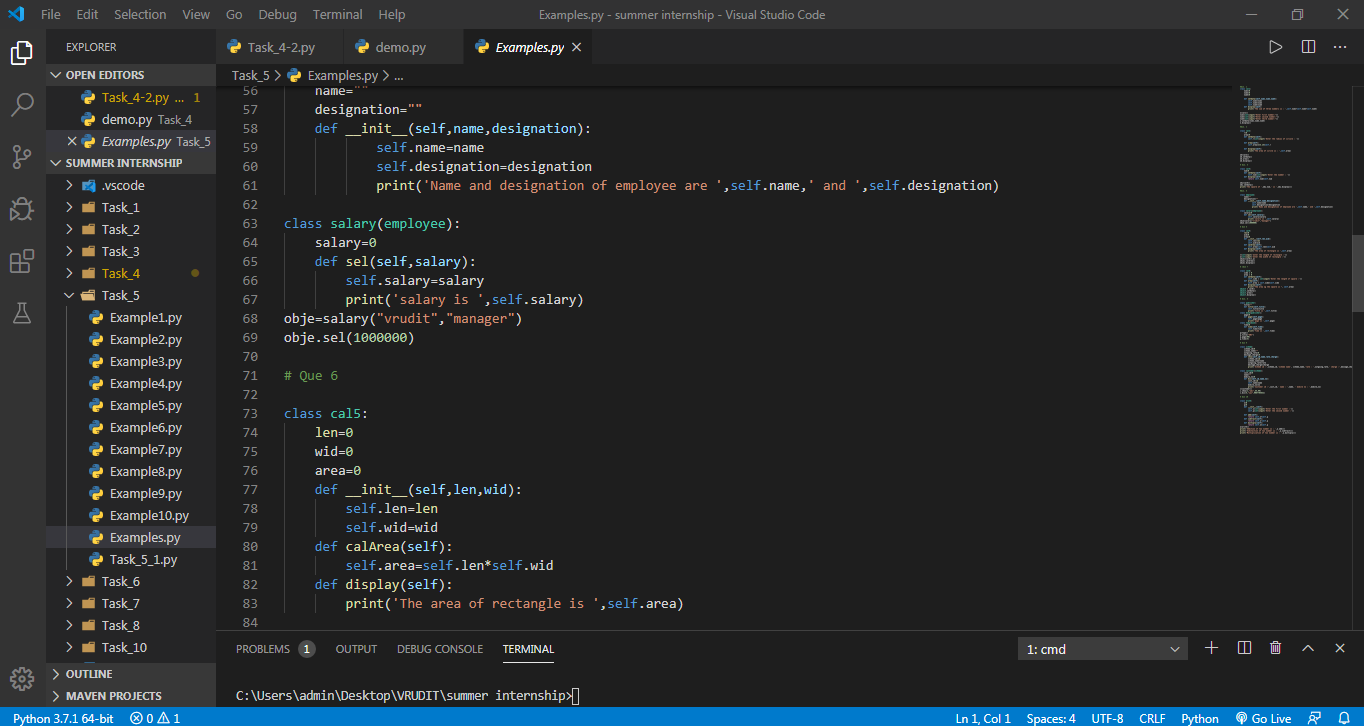 File Edit Selection View Go Debug Terminal Help Examples.py - summer internship - Visual Studio Code
EXPLORER
OPEN EDITORS
Task_4-2.py ... 1
demo.py Task_4
Examples.py Task_5
SUMMER INTERNSHIP
.vscode
Task_1
Task_2
Task_3
Task_4
Task_5
Example1.py
Example2.py
Example3.py
Example4.py
Example5.py
Example6.py
Example7.py
Example8.py
Example9.py
Example10.py
Examples.py
Task_5_1.py
Task_6
Task_7
Task_8
Task_10
OUTLINE
MAVEN PROJECTS
Task_4-2.py demo.py Examples.py
Task_5 > Examples.py > ...
56 name=""
57 designation=""
58 def __init__(self,name,designation):
59 self.name=name
60 self.designation=designation
61 print('Name and designation of employee are ',self.name,' and ',self.designation)
62
63 class salary(employee):
64 salary=0
65 def sel(self,salary):
66 self.salary=salary
67 print('salary is ',self.salary)
68 obje=salary("vrudit","manager")
69 obje.sel(1000000)
70
71 # Que 6
72
73 class cal5:
74 len=0
75 wid=0
76 area=0
77 def __init__(self,len,wid):
78 self.len=len
79 self.wid=wid
80 def calArea(self):
81 self.area=self.len*self.wid
82 def display(self):
83 print('The area of rectangle is ',self.area)
84
PROBLEMS 1 OUTPUT DEBUG CONSOLE TERMINAL 1: cmd
C:\Users\admin\Desktop\VRUDIT\summer internship>
Python 3.7.1 64-bit 0 1 Ln 1, Col 1 Spaces: 4 UTF-8 CRLF Python Go Live